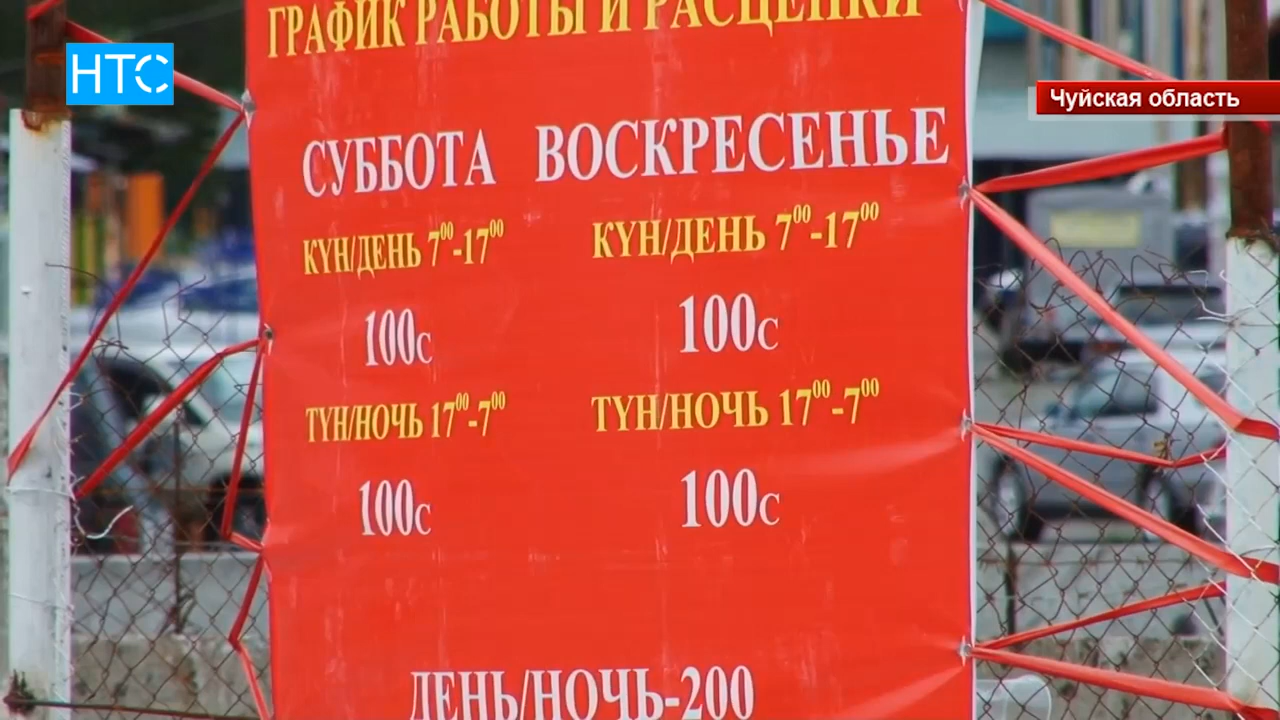 ГРАФИК РАБОТЫ И РАСЦЕНКИ
НТС
Чуйская область
СУББОТА ВОСКРЕСЕНЬЕ
КҮН/ДЕНЬ 7⁰⁰-17⁰⁰ КҮН/ДЕНЬ 7⁰⁰-17⁰⁰
100с 100с
ТҮН/НОЧЬ 17⁰⁰-7⁰⁰ ТҮН/НОЧЬ 17⁰⁰-7⁰⁰
100с 100с
ДЕНЬ/НОЧЬ-200